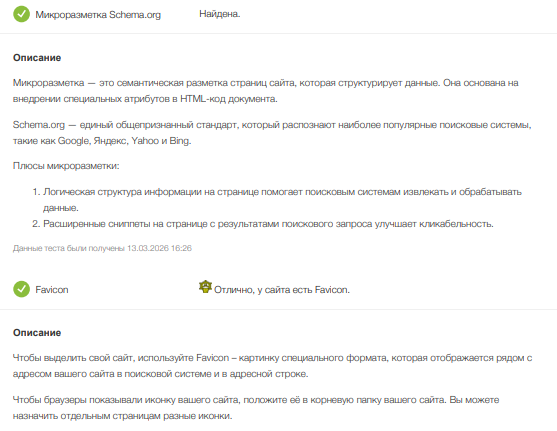 Микроразметка Schema.org Найдена.
Описание
Микроразметка — это семантическая разметка страниц сайта, которая структурирует данные. Она основана на
внедрении специальных атрибутов в HTML-код документа.
Schema.org — единый общепризнанный стандарт, который распознают наиболее популярные поисковые системы,
такие как Google, Яндекс, Yahoo и Bing.
Плюсы микроразметки:
1. Логическая структура информации на странице помогает поисковым системам извлекать и обрабатывать
данные.
2. Расширенные сниппеты на странице с результатами поискового запроса улучшает кликабельность.
Данные теста были получены 13.03.2026 16:26
Favicon Отлично, у сайта есть Favicon.
Описание
Чтобы выделить свой сайт, используйте Favicon – картинку специального формата, которая отображается рядом с
адресом вашего сайта в поисковой системе и в адресной строке.
Чтобы браузеры показывали иконку вашего сайта, положите её в корневую папку вашего сайта. Вы можете
назначить отдельным страницам разные иконки.